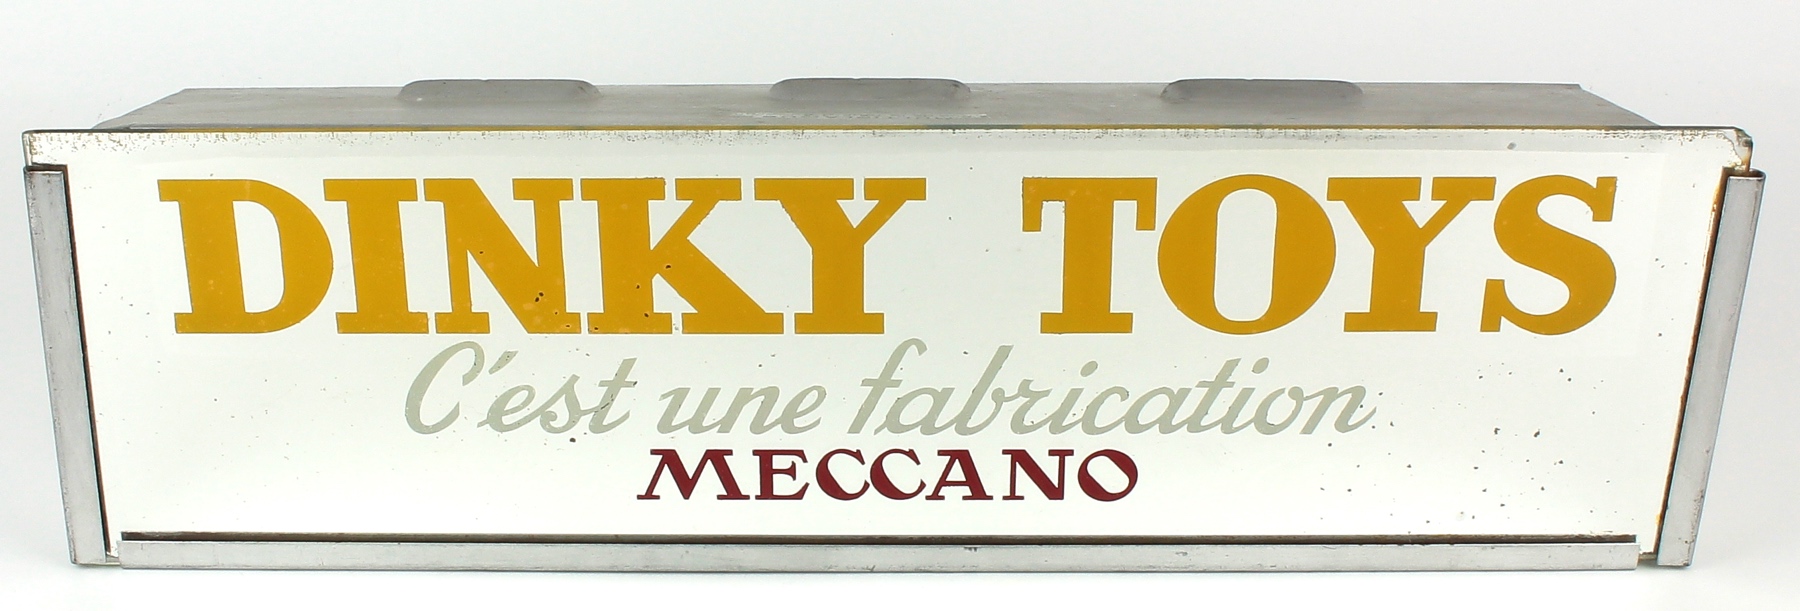 DINKY TOYS
C'est une fabrication
MECCANO